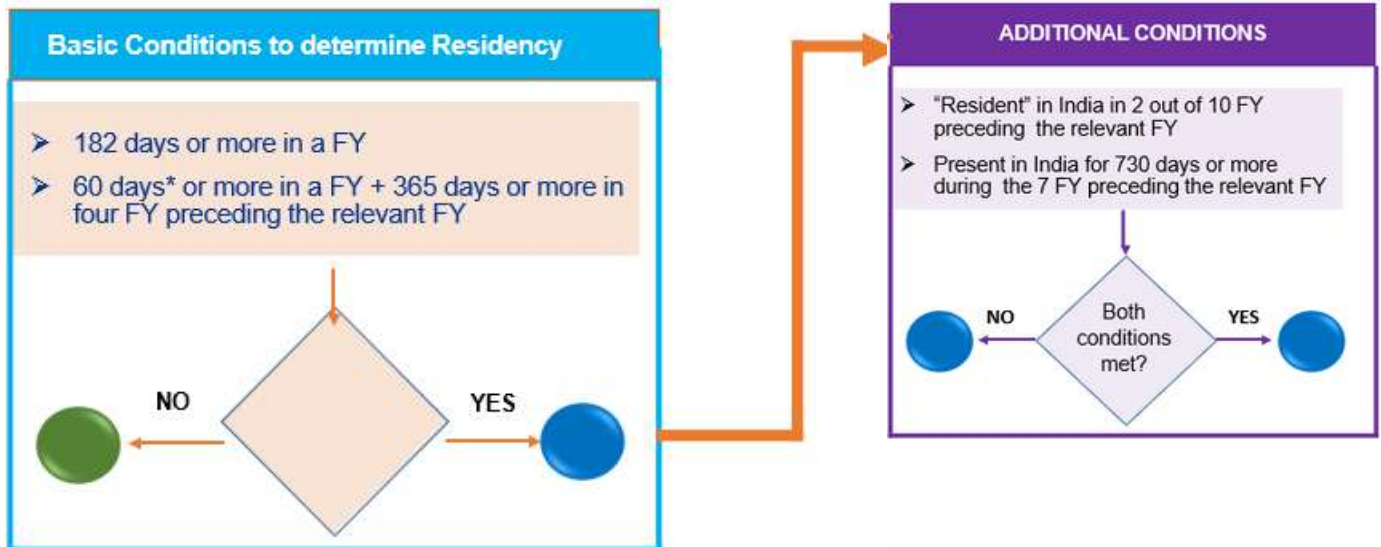 Basic Conditions to determine Residency
➤ 182 days or more in a FY
➤ 60 days* or more in a FY + 365 days or more in
four FY preceding the relevant FY
NO
YES
ADDITIONAL CONDITIONS
➤ “Resident” in India in 2 out of 10 FY
preceding the relevant FY
➤ Present in India for 730 days or more
during the 7 FY preceding the relevant FY
NO
Both
conditions
met?
YES